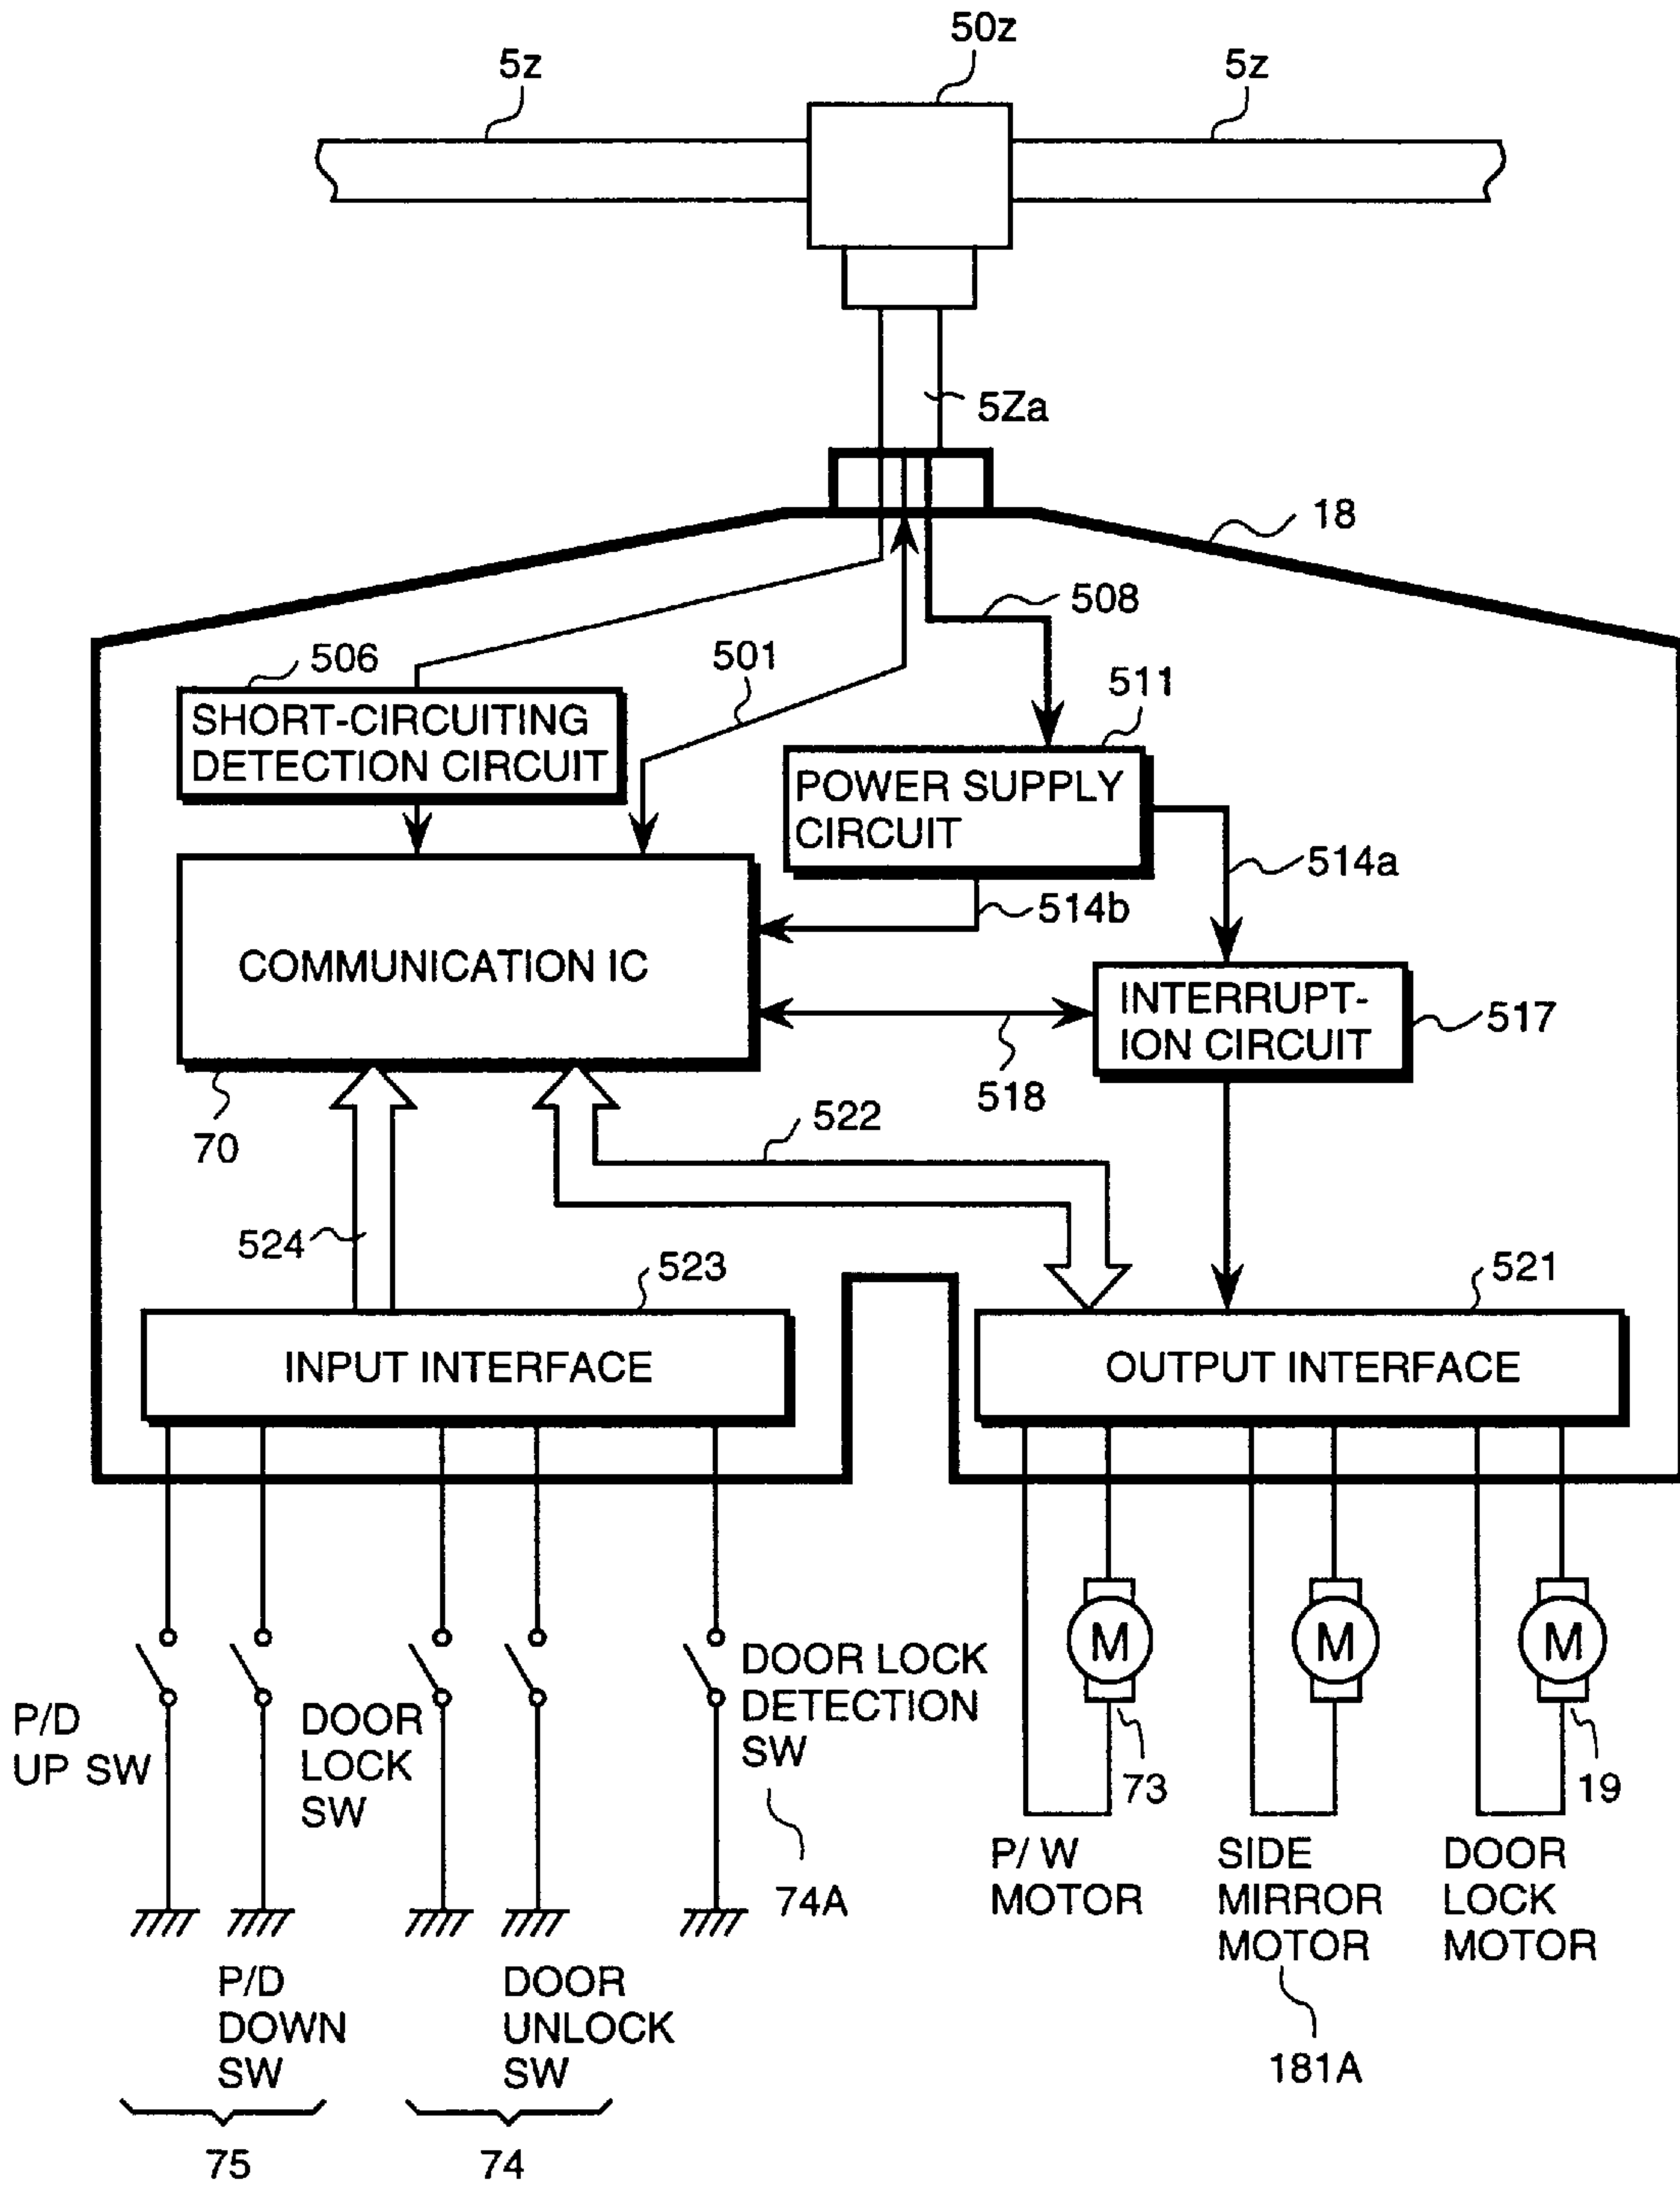 50z
5z
5z
5Za
18
508
506
501
511
SHORT-CIRCUITING
DETECTION CIRCUIT
POWER SUPPLY
CIRCUIT
514a
514b
COMMUNICATION IC
INTERRUPT-
ION CIRCUIT
517
518
70
522
524
523
521
INPUT INTERFACE
OUTPUT INTERFACE
M
M
M
P/D
UP SW
DOOR
LOCK
SW
DOOR LOCK
DETECTION
SW
73
19
74A
P/W
MOTOR
SIDE
MIRROR
MOTOR
DOOR
LOCK
MOTOR
P/D
DOWN
SW
DOOR
UNLOCK
SW
181A
75
74